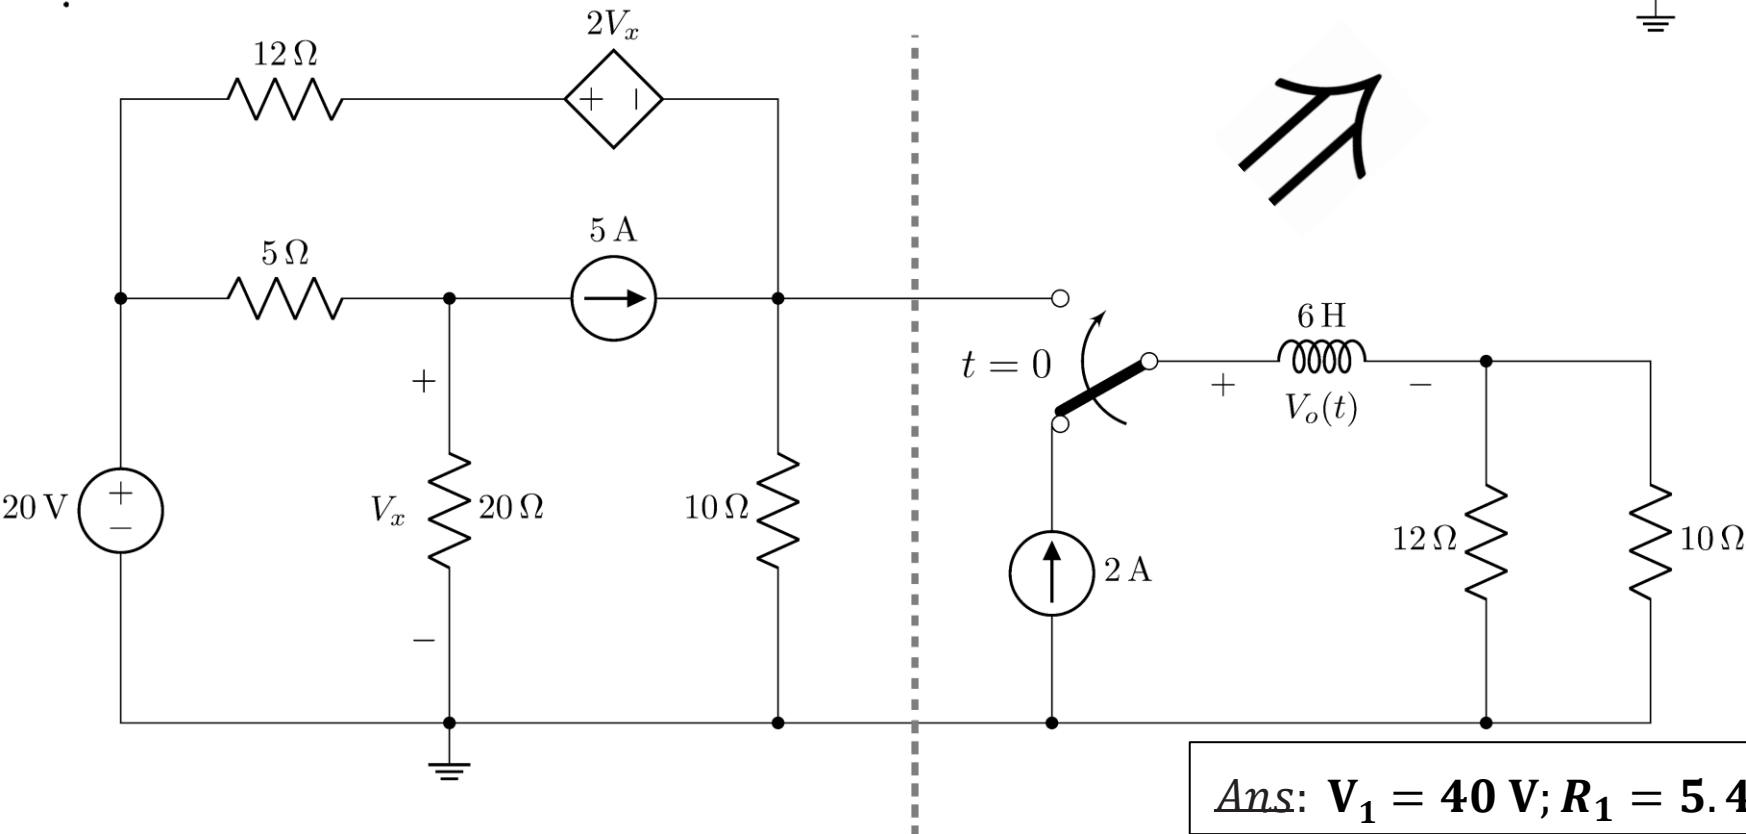 2Vₓ
12 Ω
+ −
5 A
5 Ω
t = 0
6 H
+ −
Vₒ(t)
+
20 V
+
−
Vₓ
20 Ω
10 Ω
12 Ω
10 Ω
2 A
−
Ans: V₁ = 40 V; R₁ = 5.4